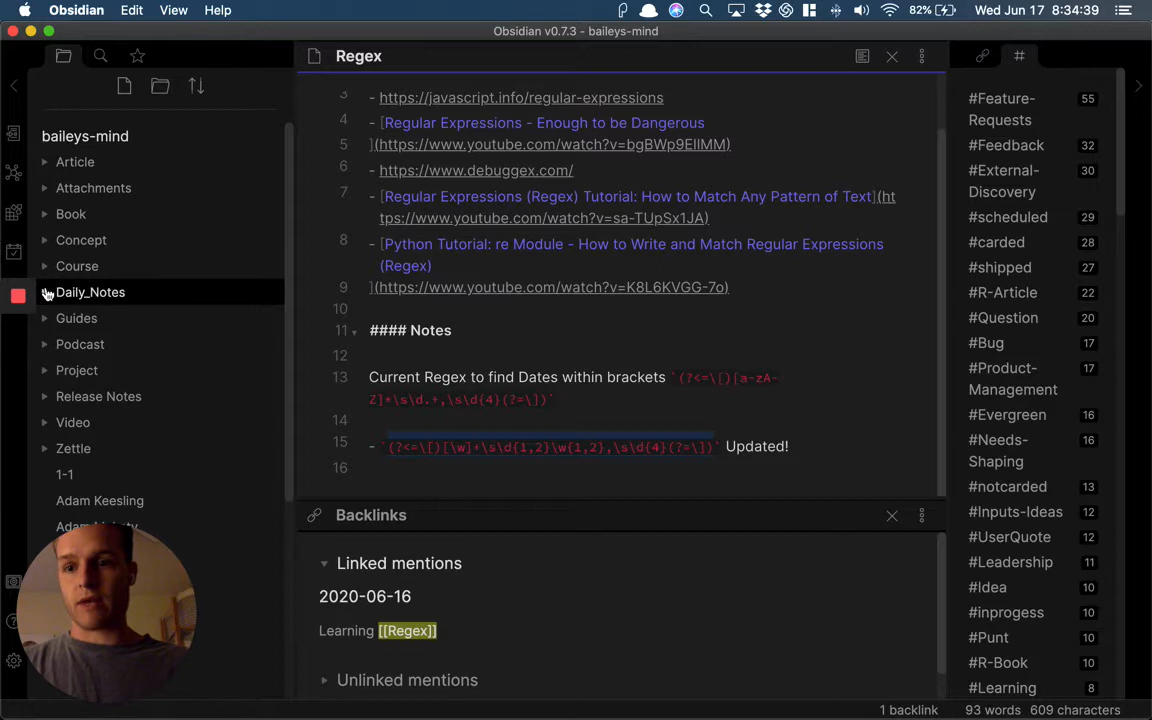 Obsidian Edit View Help 82% Wed Jun 17 8:34:39
Obsidian v0.7.3 - baileys-mind
Regex
baileys-mind
Article
Attachments
Book
Concept
Course
Daily_Notes
Guides
Podcast
Project
Release Notes
Video
Zettle
1-1
Adam Keesling
3 - https://javascript.info/regular-expressions
4 - [Regular Expressions - Enough to be Dangerous
5 ](https://www.youtube.com/watch?v=bgBWp9EIlMM)
6 - https://www.debuggex.com/
7 - [Regular Expressions (Regex) Tutorial: How to Match Any Pattern of Text](ht
tps://www.youtube.com/watch?v=sa-TUpSx1JA)
8 - [Python Tutorial: re Module - How to Write and Match Regular Expressions
(Regex)
9 ](https://www.youtube.com/watch?v=K8L6KVGG-7o)
10
11 #### Notes
12
13 Current Regex to find Dates within brackets `(?<=\[)[a-zA-
Z]+\s\d.+,\s\d{4}(?=\])`
14
15 - `(?<=\[)[\w]+\s\d{1,2}\w{1,2},\s\d{4}(?=\])` Updated!
16
Backlinks
Linked mentions
2020-06-16
Learning [[Regex]]
Unlinked mentions
#Feature-
Requests 55
#Feedback 32
#External-
Discovery 30
#scheduled 29
#carded 28
#shipped 27
#R-Article 22
#Question 20
#Bug 17
#Product-
Management 17
#Evergreen 16
#Needs-
Shaping 16
#notcarded 13
#Inputs-Ideas 12
#UserQuote 12
#Leadership 11
#Idea 10
#inprogess 10
#Punt 10
#R-Book 10
#Learning 8
1 backlink 93 words 609 characters